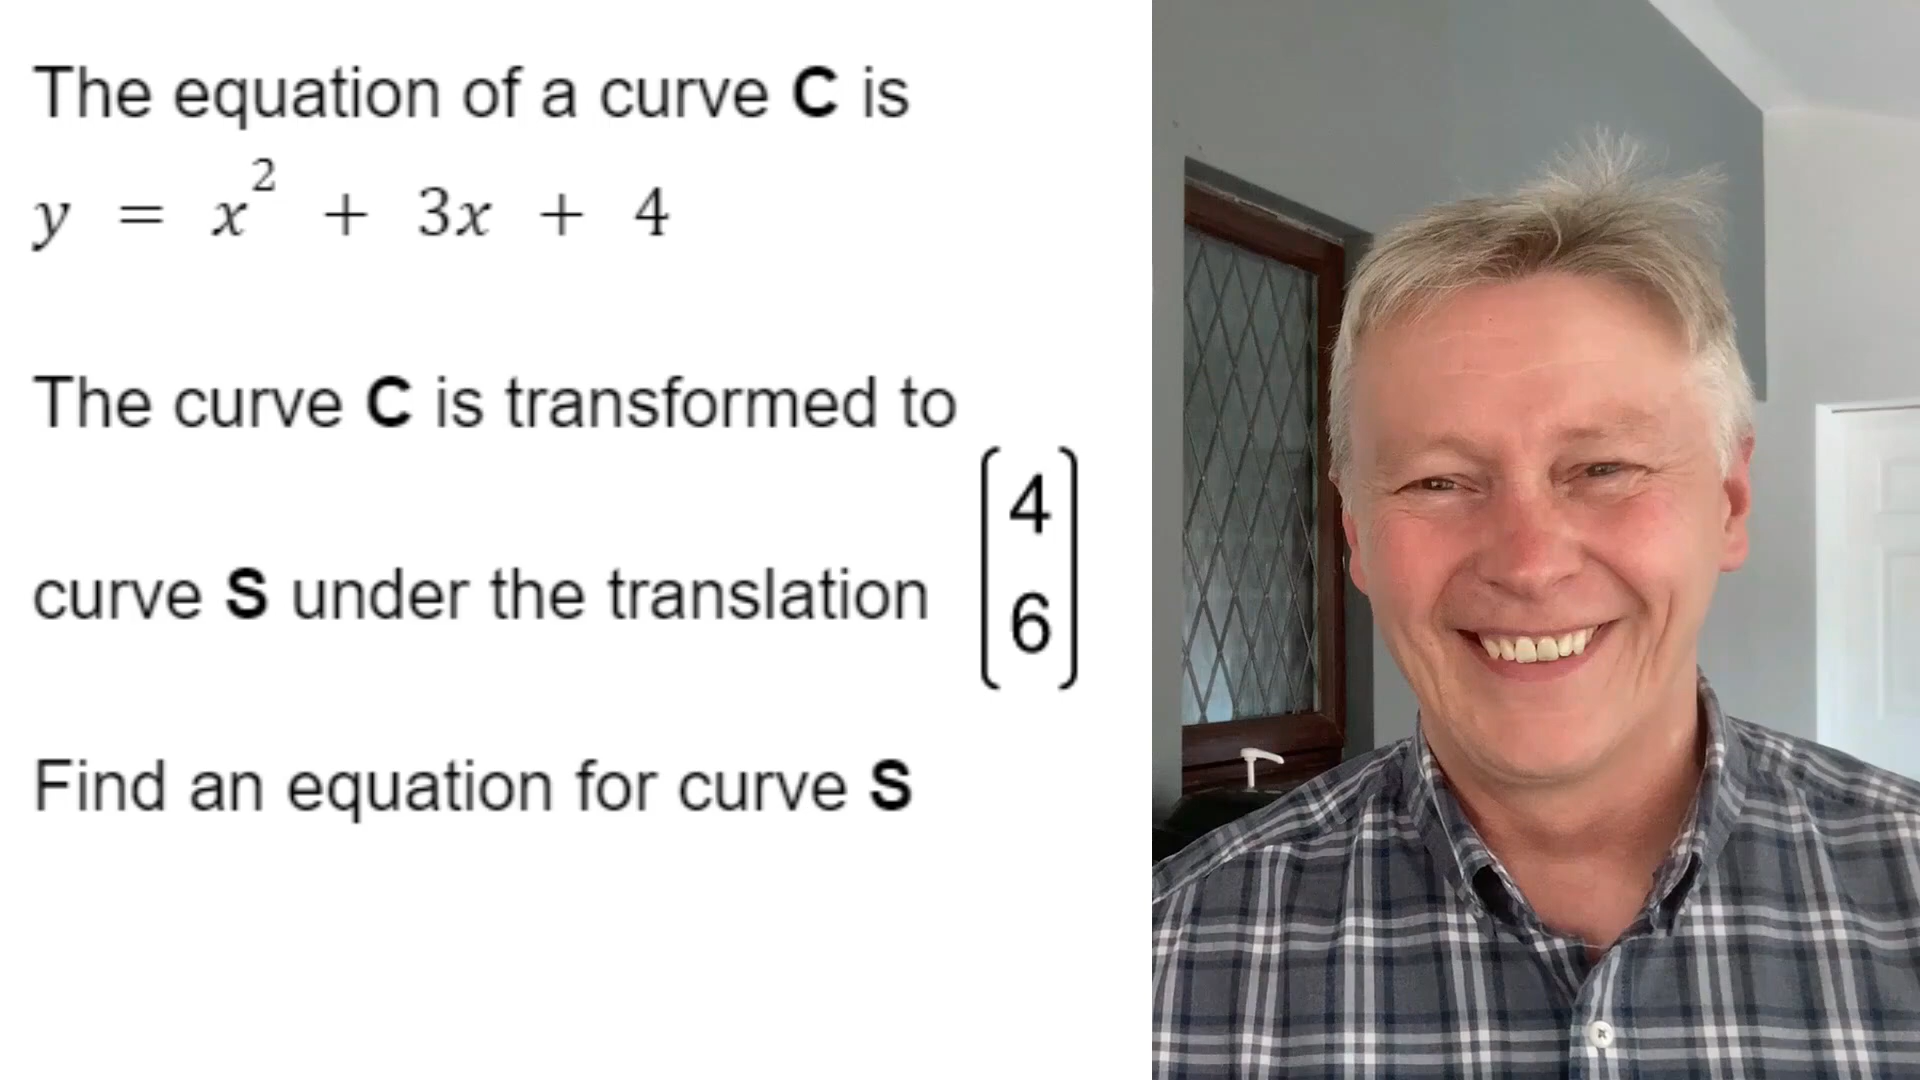 The equation of a curve C is
y = x² + 3x + 4
The curve C is transformed to
curve S under the translation (4 6)
Find an equation for curve S